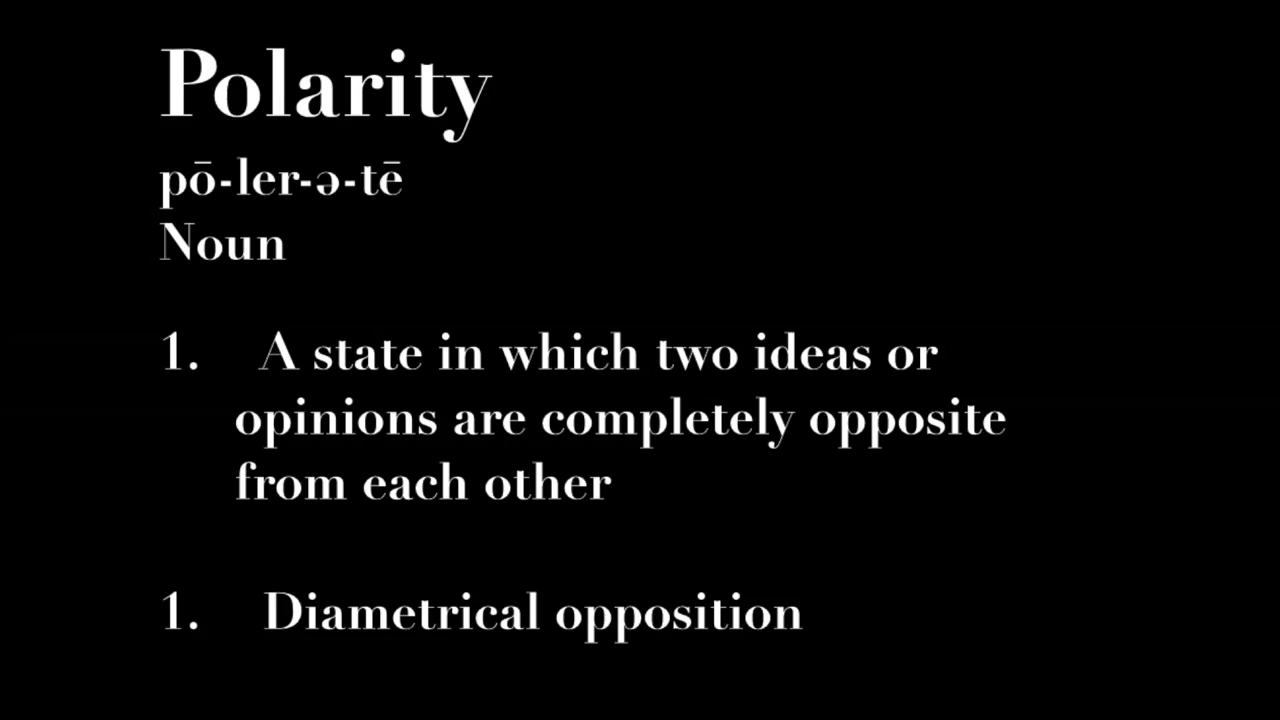 Polarity
pō-ler-ə-tē
Noun
1. A state in which two ideas or
opinions are completely opposite
from each other
1. Diametrical opposition